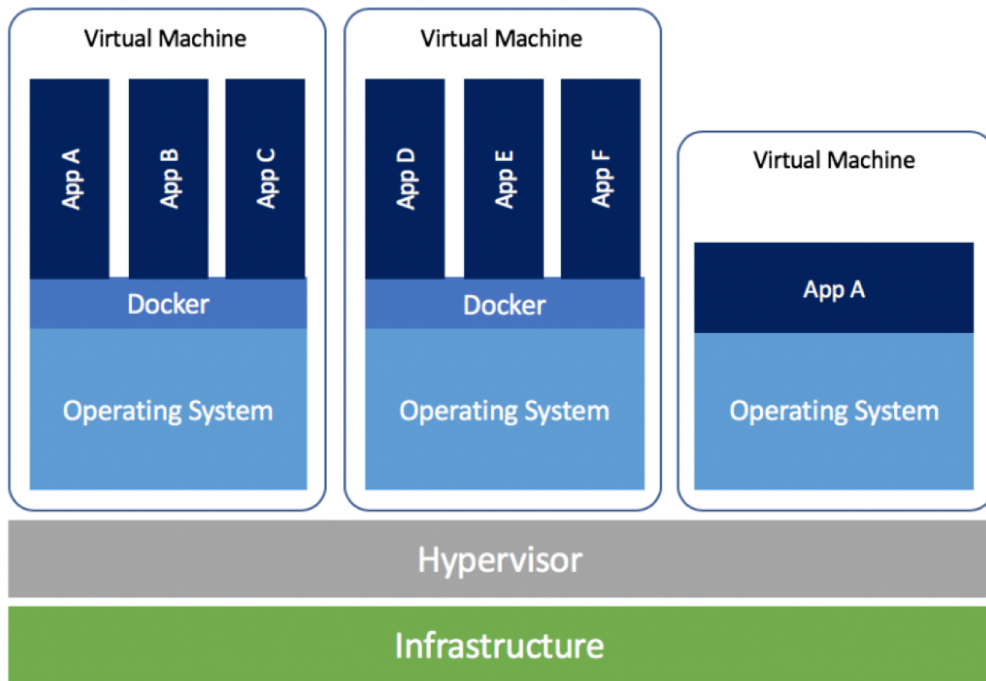 Virtual Machine
App A
App B
App C
Docker
Operating System
Virtual Machine
App D
App E
App F
Docker
Operating System
Virtual Machine
App A
Operating System
Hypervisor
Infrastructure